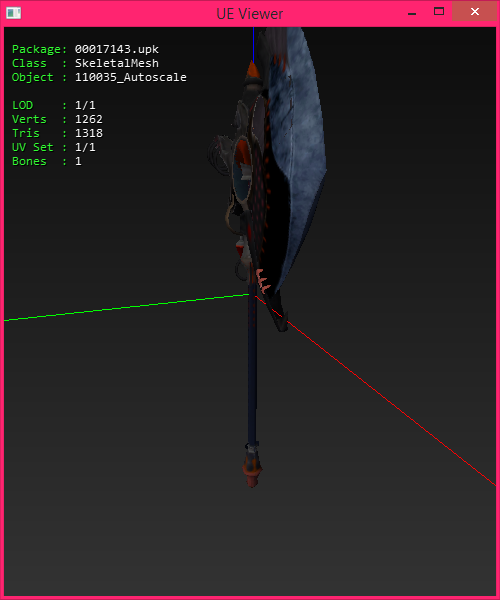 UE Viewer
Package: 00017143.upk
Class : SkeletalMesh
Object : 110035_Autoscale
LOD : 1/1
Verts : 1262
Tris : 1318
UV Set : 1/1
Bones : 1